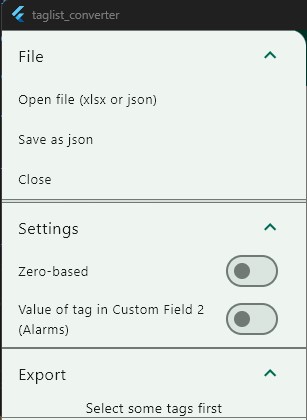 taglist_converter
File
Open file (xlsx or json)
Save as json
Close
Settings
Zero-based
Value of tag in Custom Field 2
(Alarms)
Export
Select some tags first